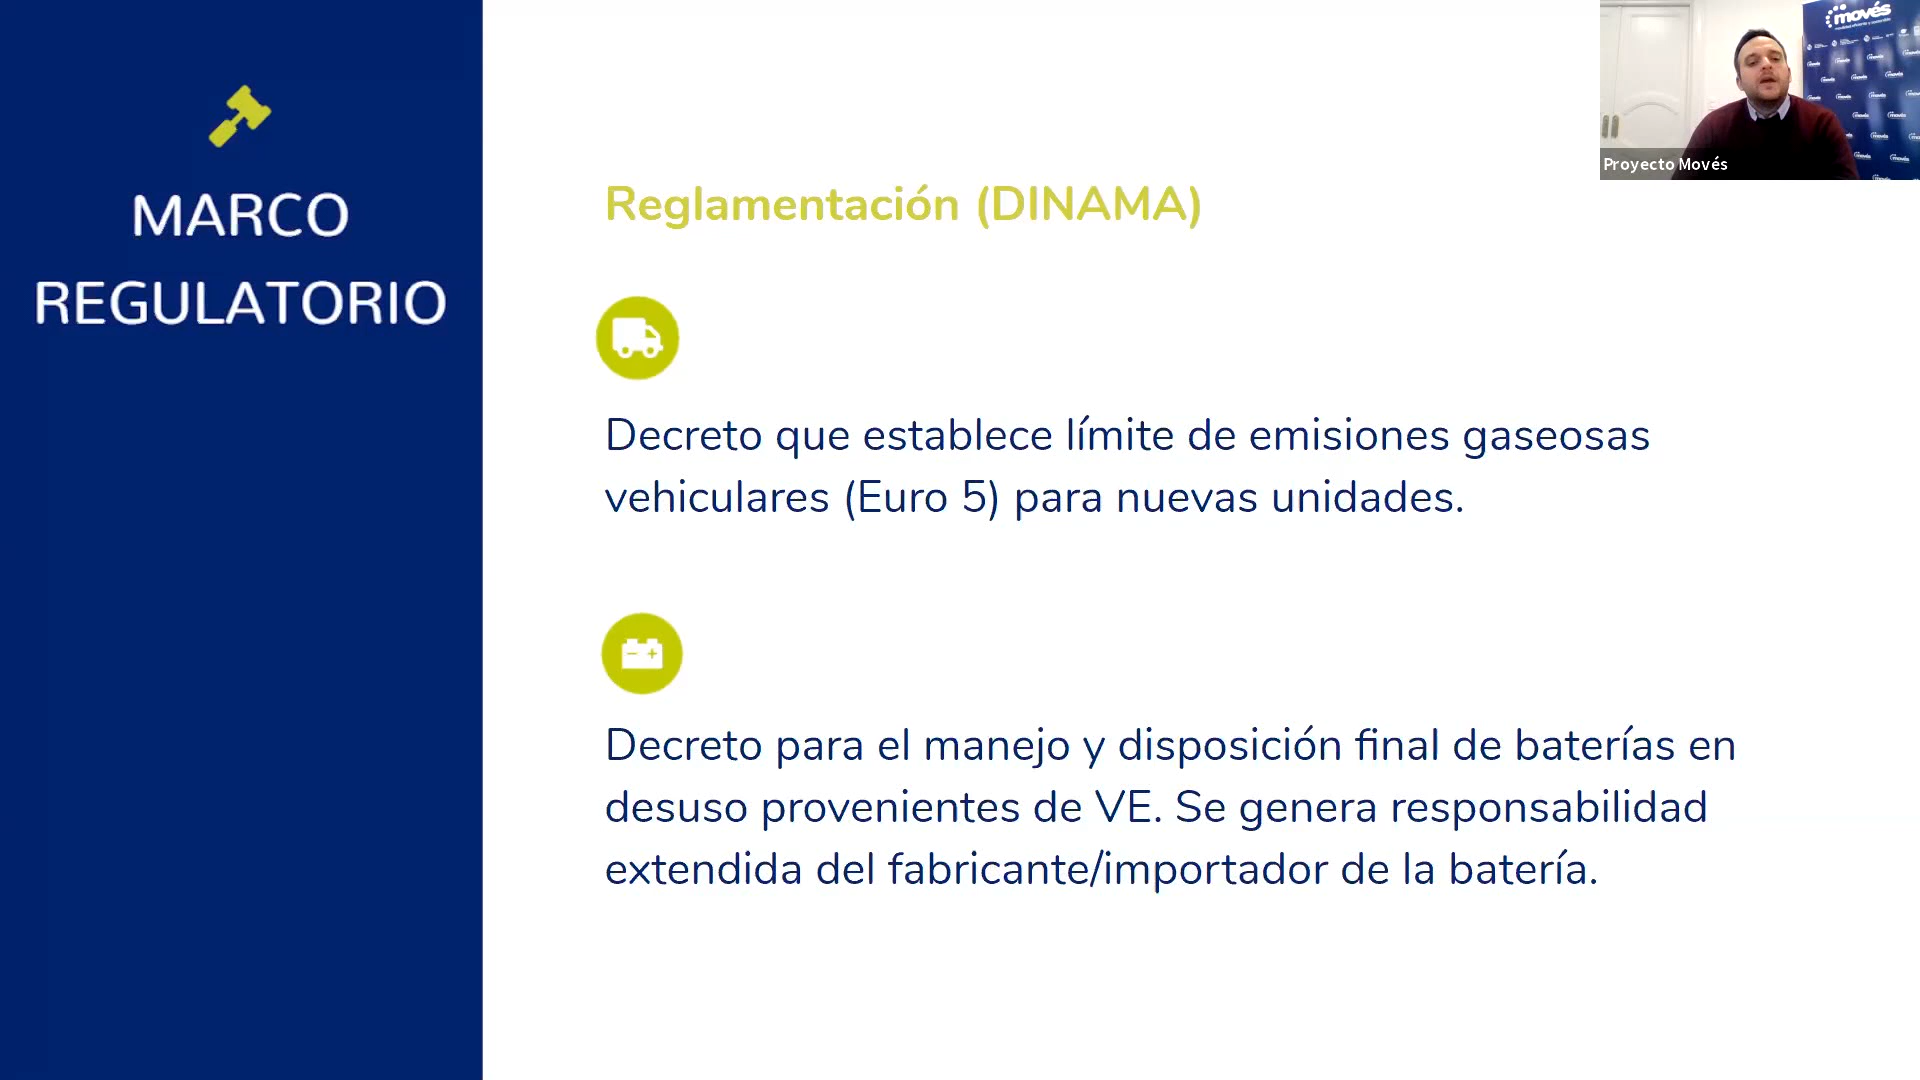 MARCO
REGULATORIO
Reglamentación (DINAMA)
Decreto que establece límite de emisiones gaseosas
vehiculares (Euro 5) para nuevas unidades.
Decreto para el manejo y disposición final de baterías en
desuso provenientes de VE. Se genera responsabilidad
extendida del fabricante/importador de la batería.
movés
Proyecto Movés